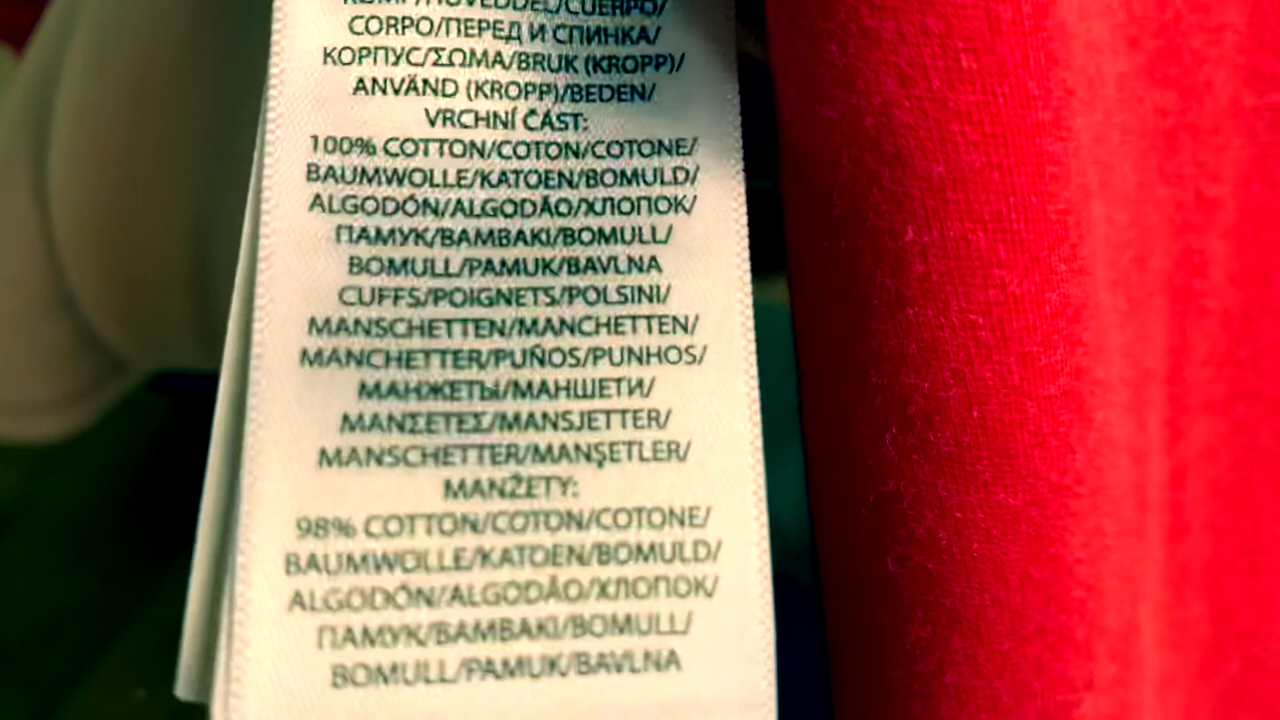 CORPO/ПЕРЕД И СПИНКА/
КОРПУС/ΣΩΜΑ/BRUK (KROPP)/
ANVÄND (KROPP)/BEDEN/
VRCHNÍ ČÁST:
100% COTTON/COTON/COTONE/
BAUMWOLLE/KATOEN/BOMULD/
ALGODÓN/ALGODÃO/ХЛОПОК/
ПАМУК/ΒΑΜΒΑΚΙ/BOMULL/
BOMULL/PAMUK/BAVLNA
CUFFS/POIGNETS/POLSINI/
MANSCHETTEN/MANCHETTEN/
MANCHETTER/PUÑOS/PUNHOS/
МАНЖЕТЫ/МАНШЕТИ/
ΜΑΝΣΕΤΕΣ/MANSJETTER/
MANSCHETTER/MANŞETLER/
MANŽETY:
98% COTTON/COTON/COTONE/
BAUMWOLLE/KATOEN/BOMULD/
ALGODÓN/ALGODÃO/ХЛОПОК/
ПАМУК/ΒΑΜΒΑΚΙ/BOMULL/
BOMULL/PAMUK/BAVLNA